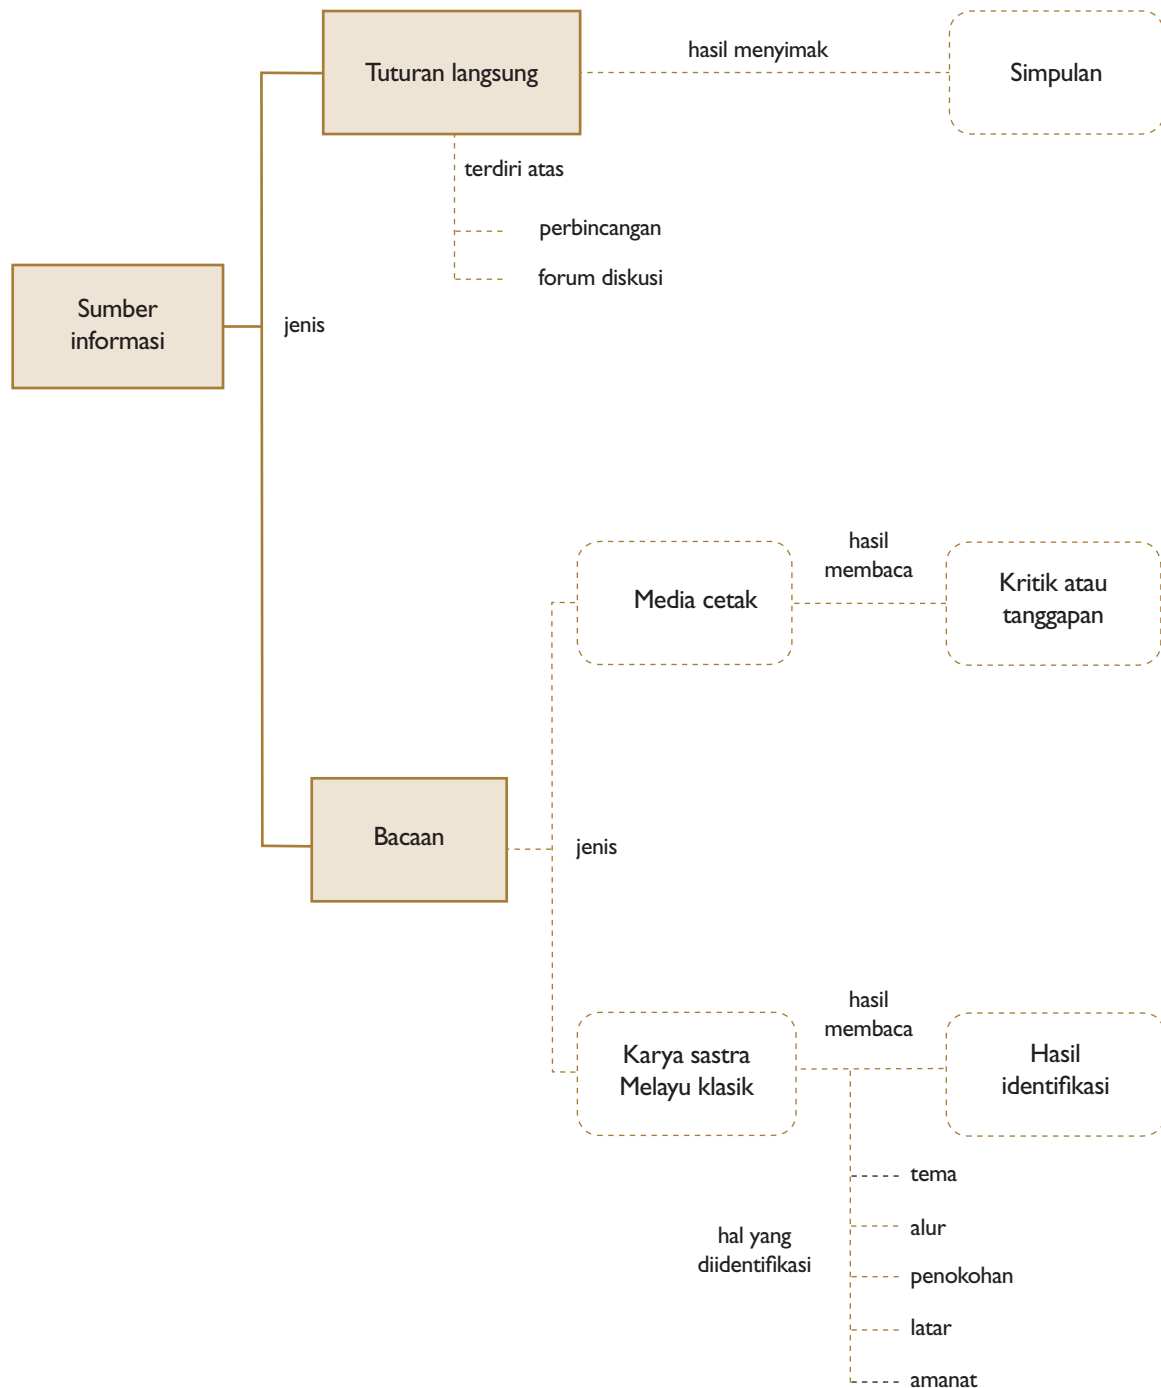 Tuturan langsung
hasil menyimak
Simpulan
terdiri atas
perbincangan
forum diskusi
Sumber
informasi
jenis
Media cetak
hasil
membaca
Kritik atau
tanggapan
Bacaan
jenis
Karya sastra
Melayu klasik
hasil
membaca
Hasil
identifikasi
hal yang
diidentifikasi
tema
alur
penokohan
latar
amanat